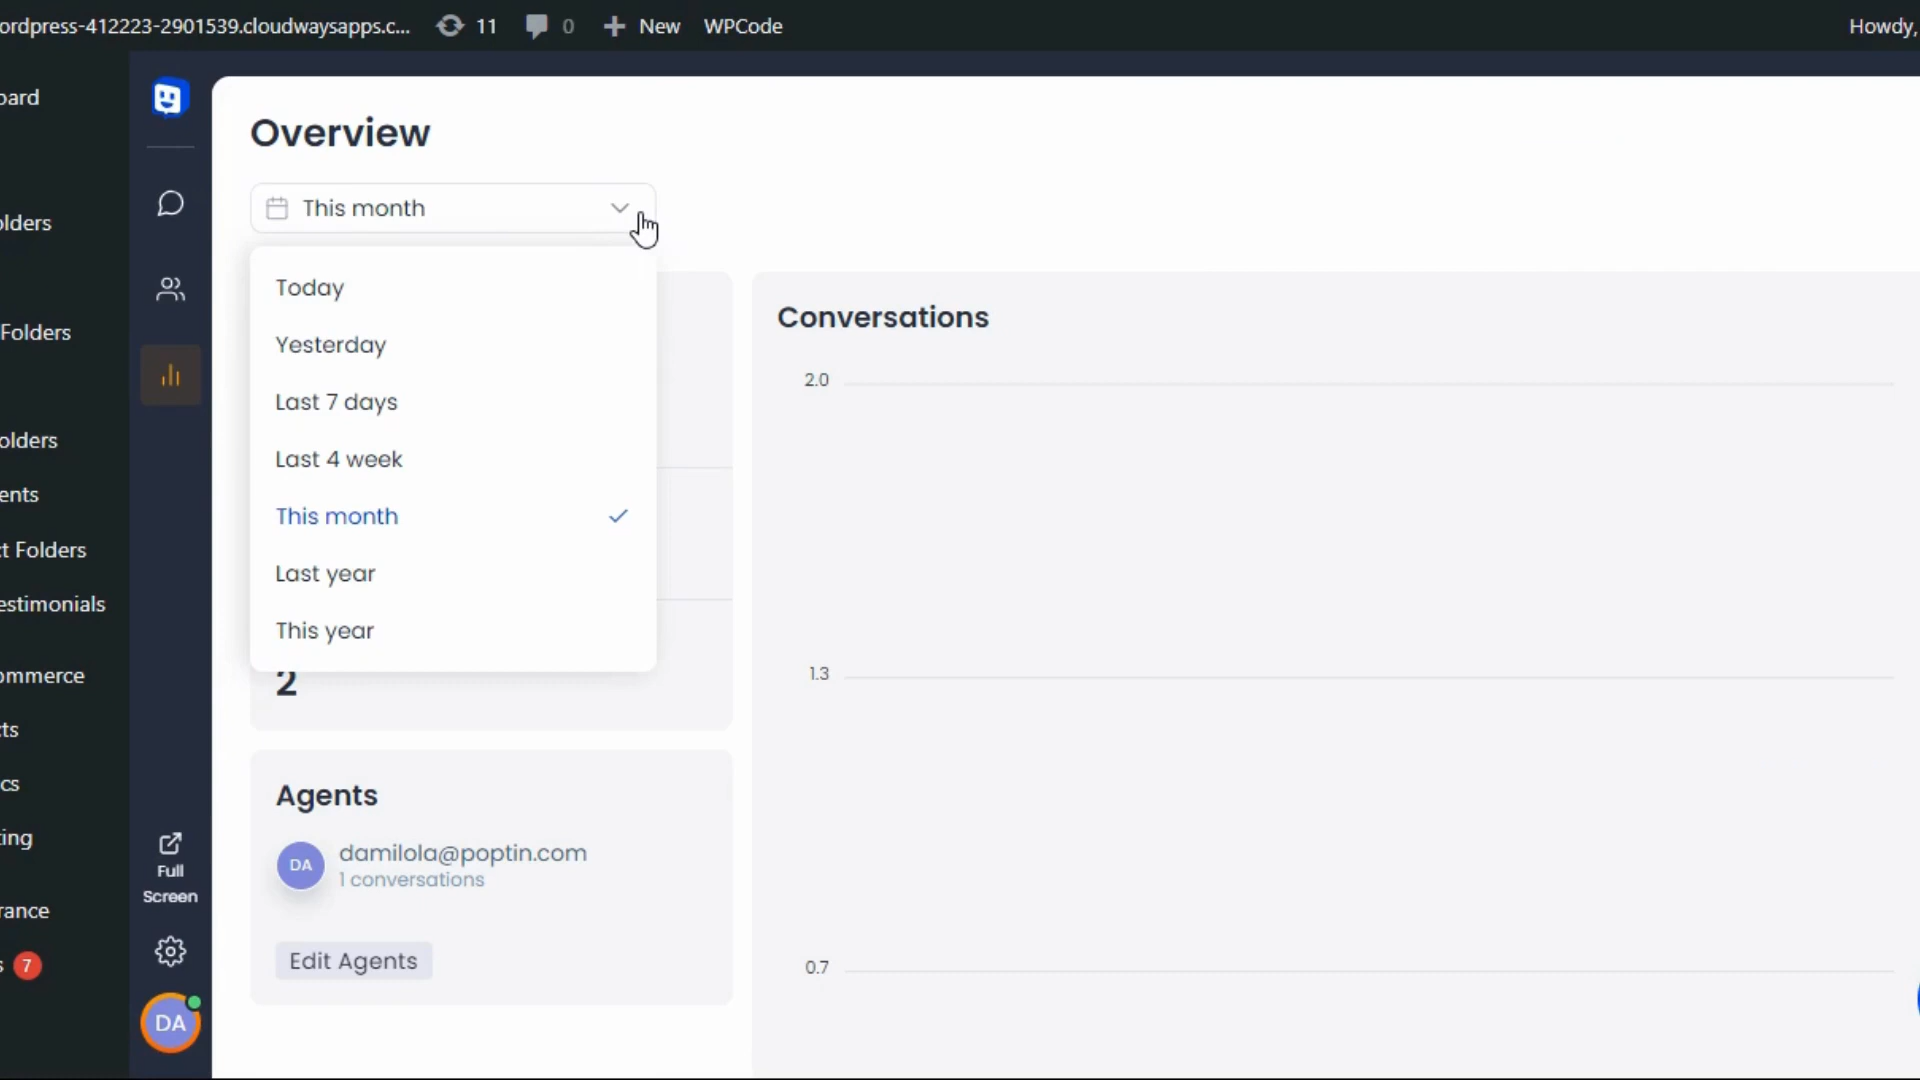 ordpress-412223-2901539.cloudwaysapps.c... 11 0 New WPCode Howdy,
oard
olders
Folders
olders
ents
t Folders
estimonials
ommerce
cts
cs
ting
rance
s 7
Full
Screen
DA
Overview
This month
Today
Yesterday
Last 7 days
Last 4 week
This month
Last year
This year
2
Agents
DA
damilola@poptin.com
1 conversations
Edit Agents
Conversations
2.0
1.3
0.7